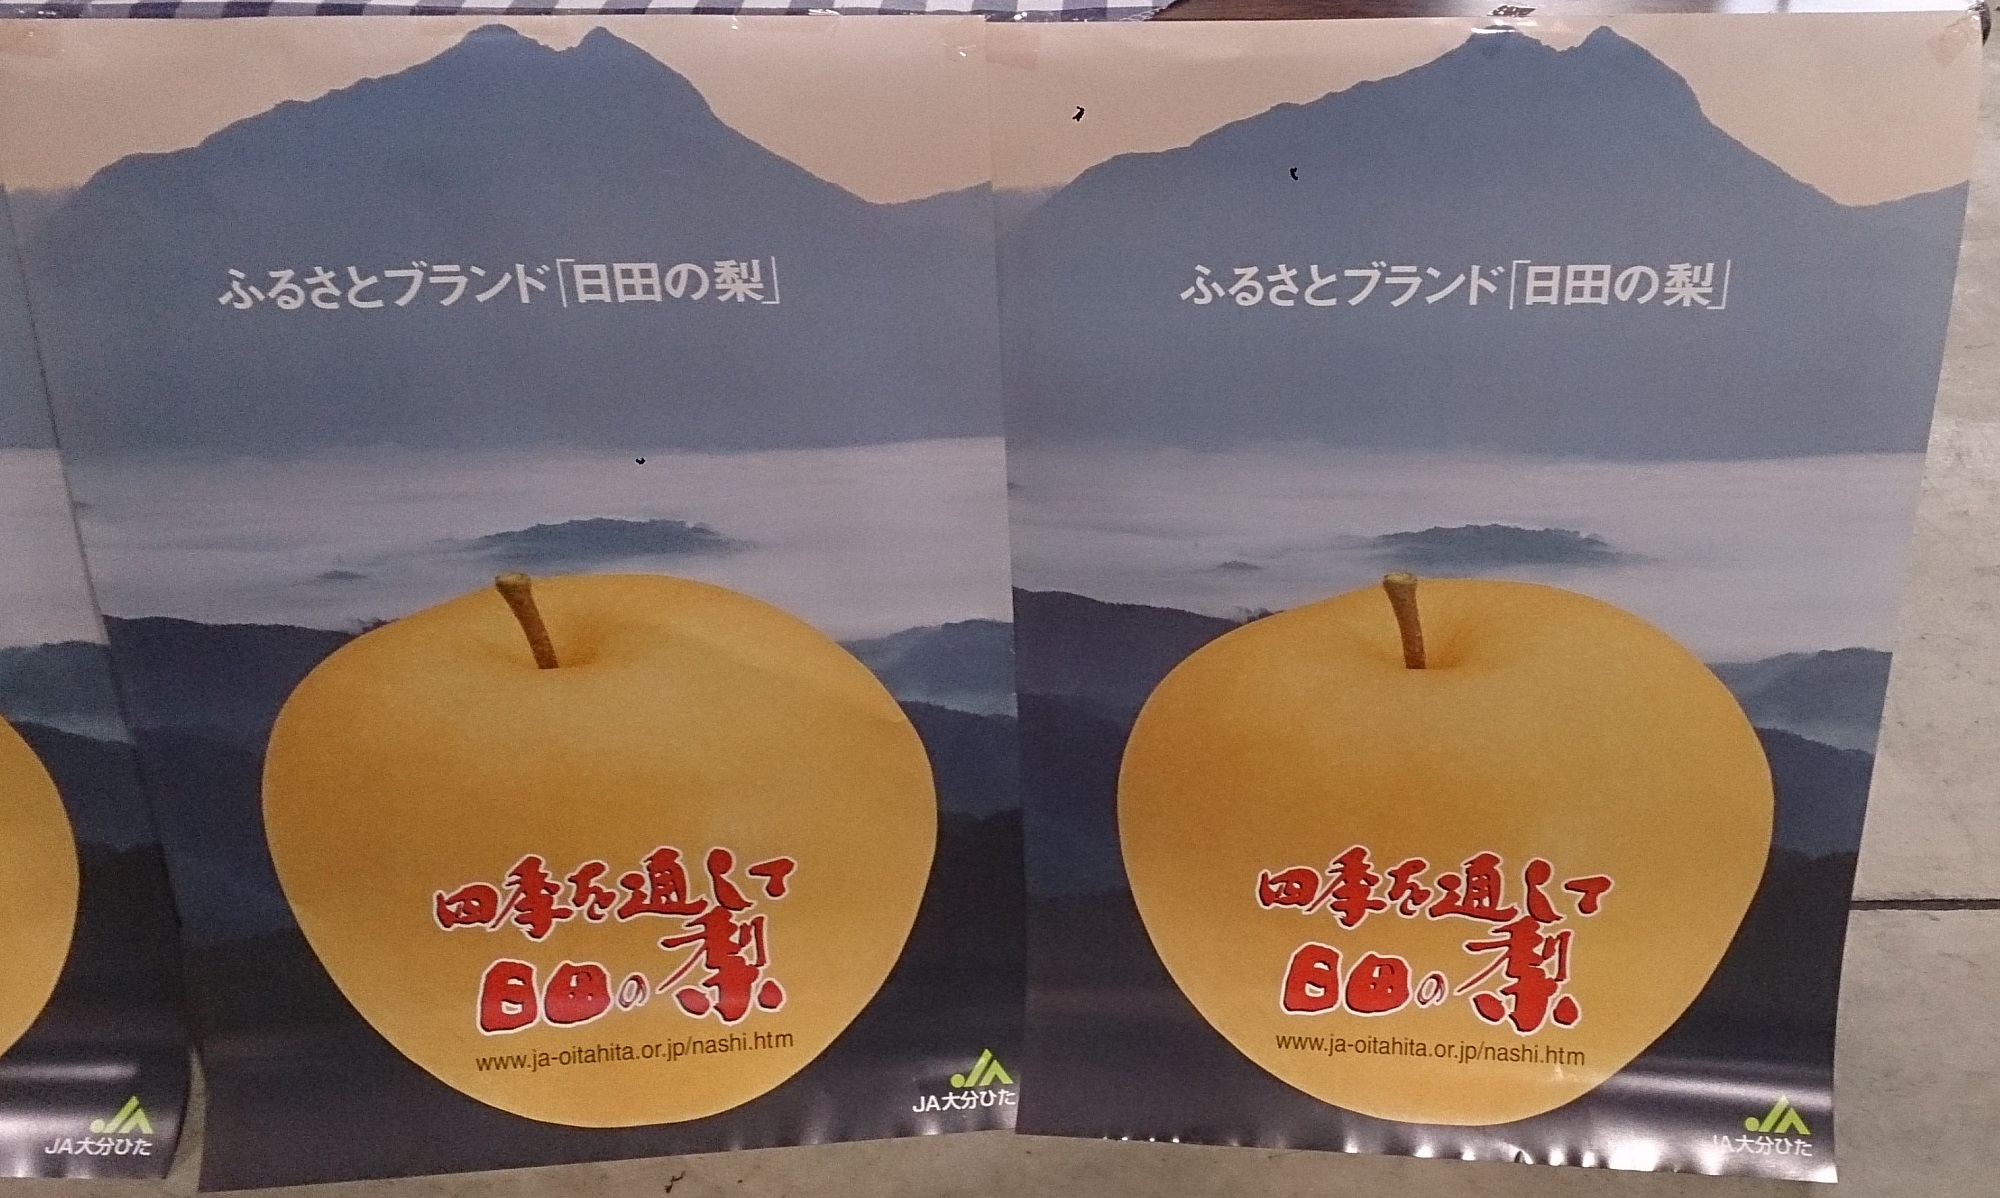 ふるさとブランド「日田の梨」
四季を通して
日田の梨
www.ja-oitahita.or.jp/nashi.htm
JA大分ひた
ふるさとブランド「日田の梨」
四季を通して
日田の梨
www.ja-oitahita.or.jp/nashi.htm
JA大分ひた
JA大分ひた